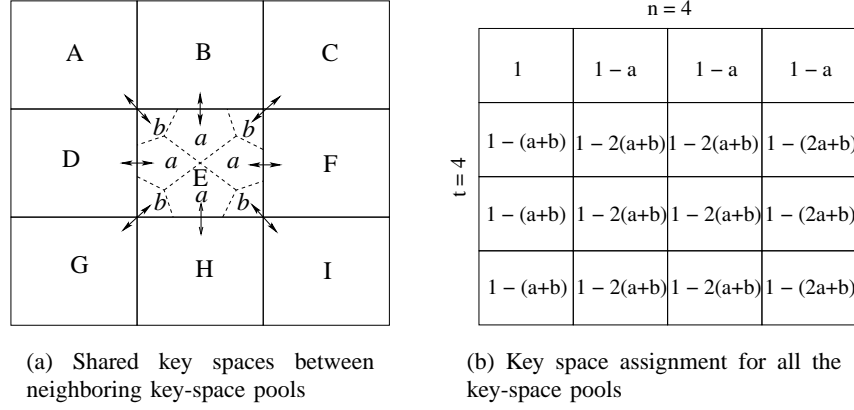 n = 4
A B C
1 1 − a 1 − a 1 − a
b a b
1 − (a+b) 1 − 2(a+b) 1 − 2(a+b) 1 − (2a+b)
D a a F
E
t = 4
b a b
1 − (a+b) 1 − 2(a+b) 1 − 2(a+b) 1 − (2a+b)
G H I
1 − (a+b) 1 − 2(a+b) 1 − 2(a+b) 1 − (2a+b)
(a) Shared key spaces between
neighboring key-space pools
(b) Key space assignment for all the
key-space pools